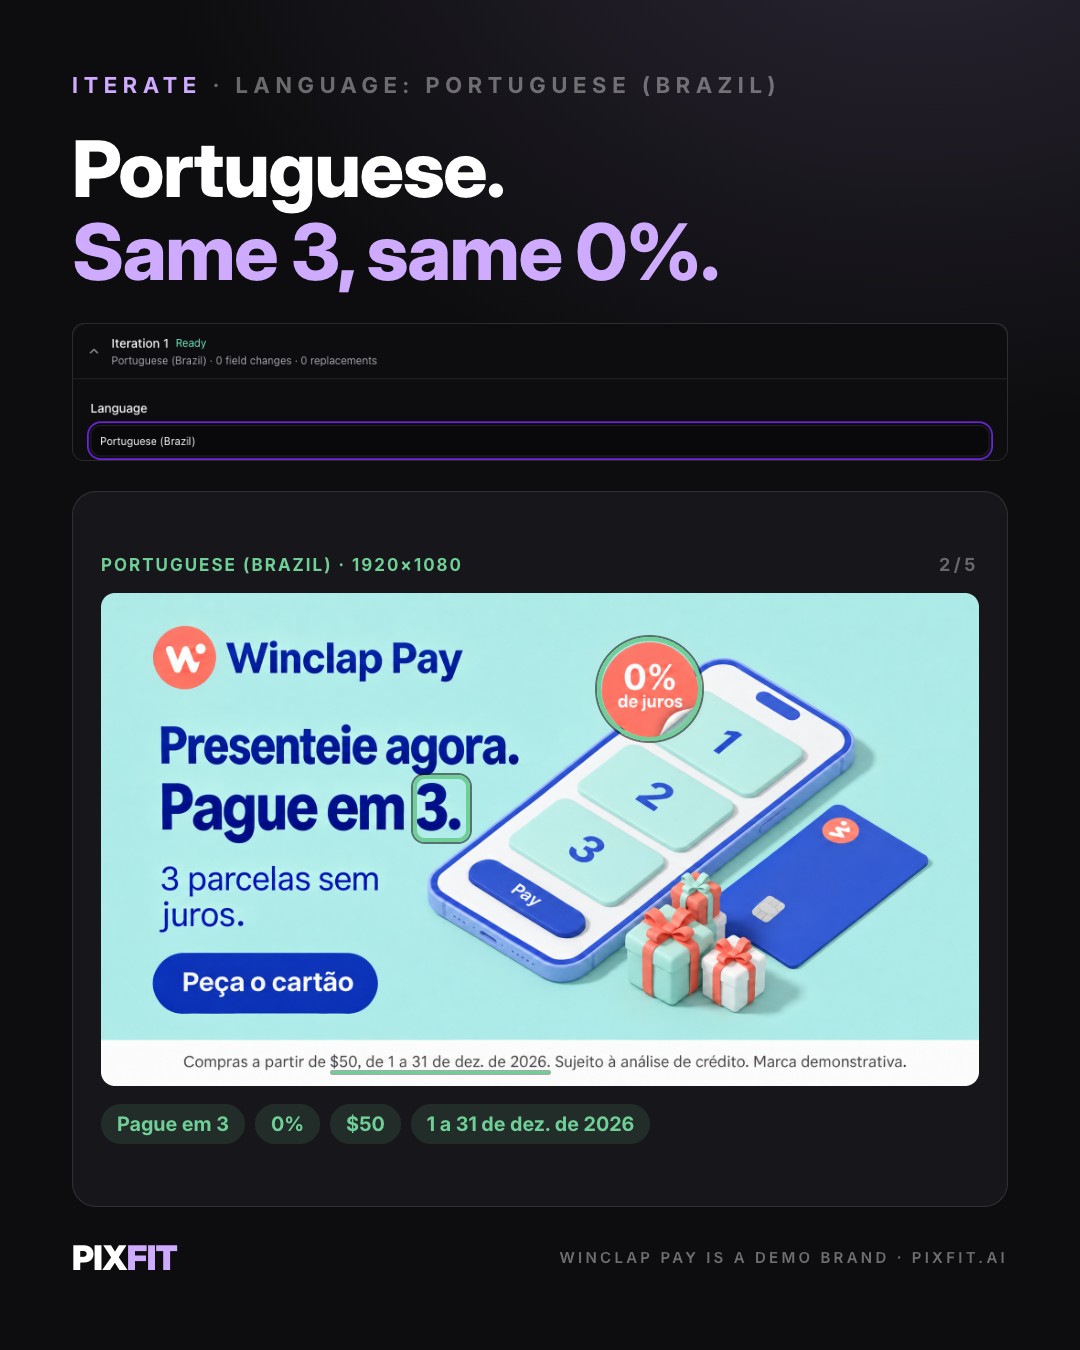 ITERATE · LANGUAGE: PORTUGUESE (BRAZIL)
Portuguese.
Same 3, same 0%.
Iteration 1 Ready
Portuguese (Brazil) · 0 field changes · 0 replacements
Language
Portuguese (Brazil)
PORTUGUESE (BRAZIL) · 1920×1080
2/5
Winclap Pay
Presenteie agora.
Pague em 3.
3 parcelas sem
juros.
Peça o cartão
0%
de juros
1
2
3
Pay
Compras a partir de $50, de 1 a 31 de dez. de 2026. Sujeito à análise de crédito. Marca demonstrativa.
Pague em 3
0%
$50
1 a 31 de dez. de 2026
PIXFIT
WINCLAP PAY IS A DEMO BRAND · PIXFIT.AI